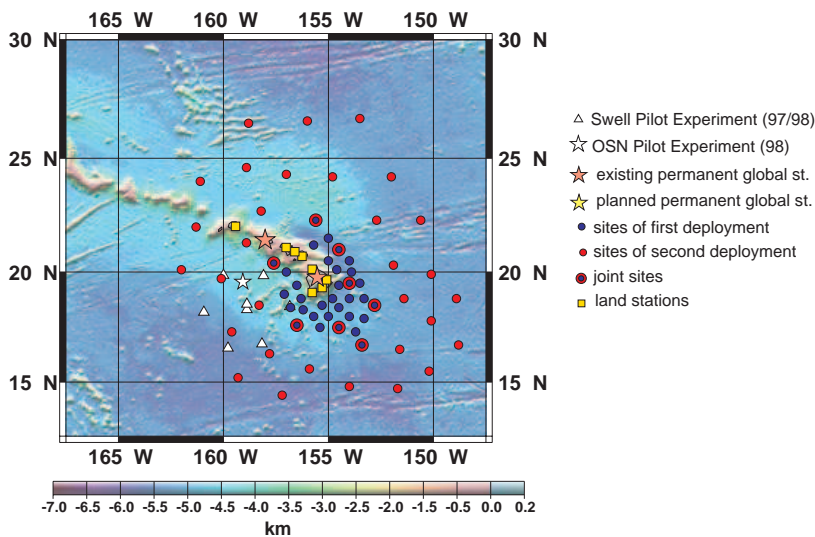 165 W 160 W 155 W 150 W
30 N 30 N
25 N 25 N
20 N 20 N
15 N 15 N
165 W 160 W 155 W 150 W
Swell Pilot Experiment (97/98)
OSN Pilot Experiment (98)
existing permanent global st.
planned permanent global st.
sites of first deployment
sites of second deployment
joint sites
land stations
-7.0 -6.5 -6.0 -5.5 -5.0 -4.5 -4.0 -3.5 -3.0 -2.5 -2.0 -1.5 -1.0 -0.5 0.0 0.2
km